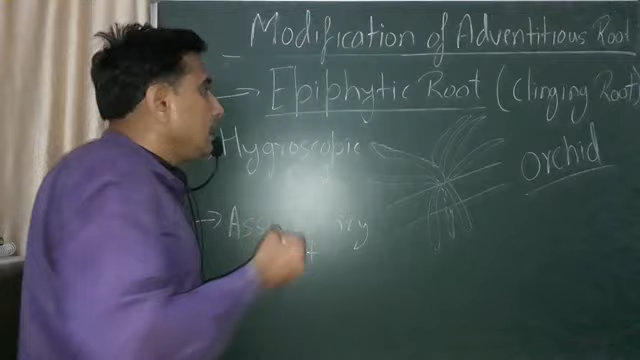 – Modification of Adventitious Root
→ Epiphytic Root (Clinging Root)
Hygroscopic
orchid
→